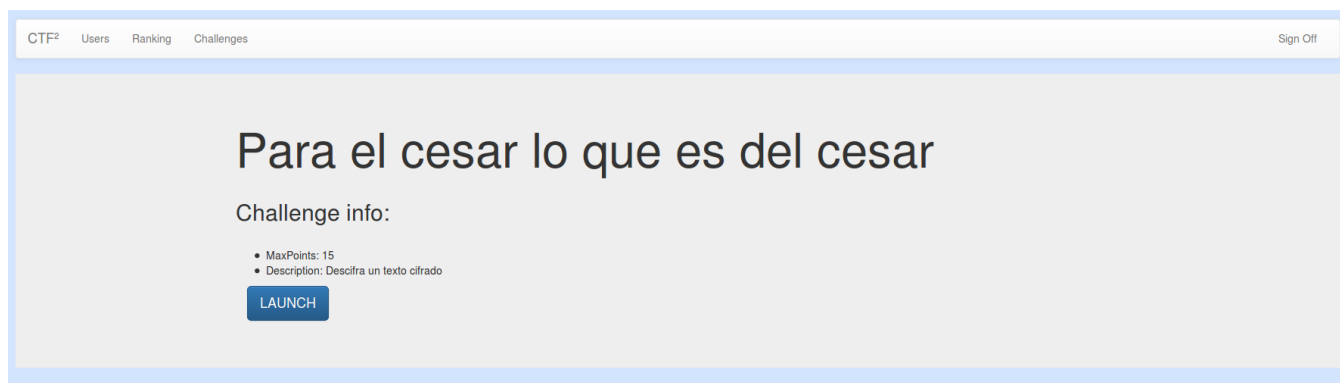 CTF² Users Ranking Challenges Sign Off
Para el cesar lo que es del cesar
Challenge info:
• MaxPoints: 15
• Description: Descifra un texto cifrado
LAUNCH